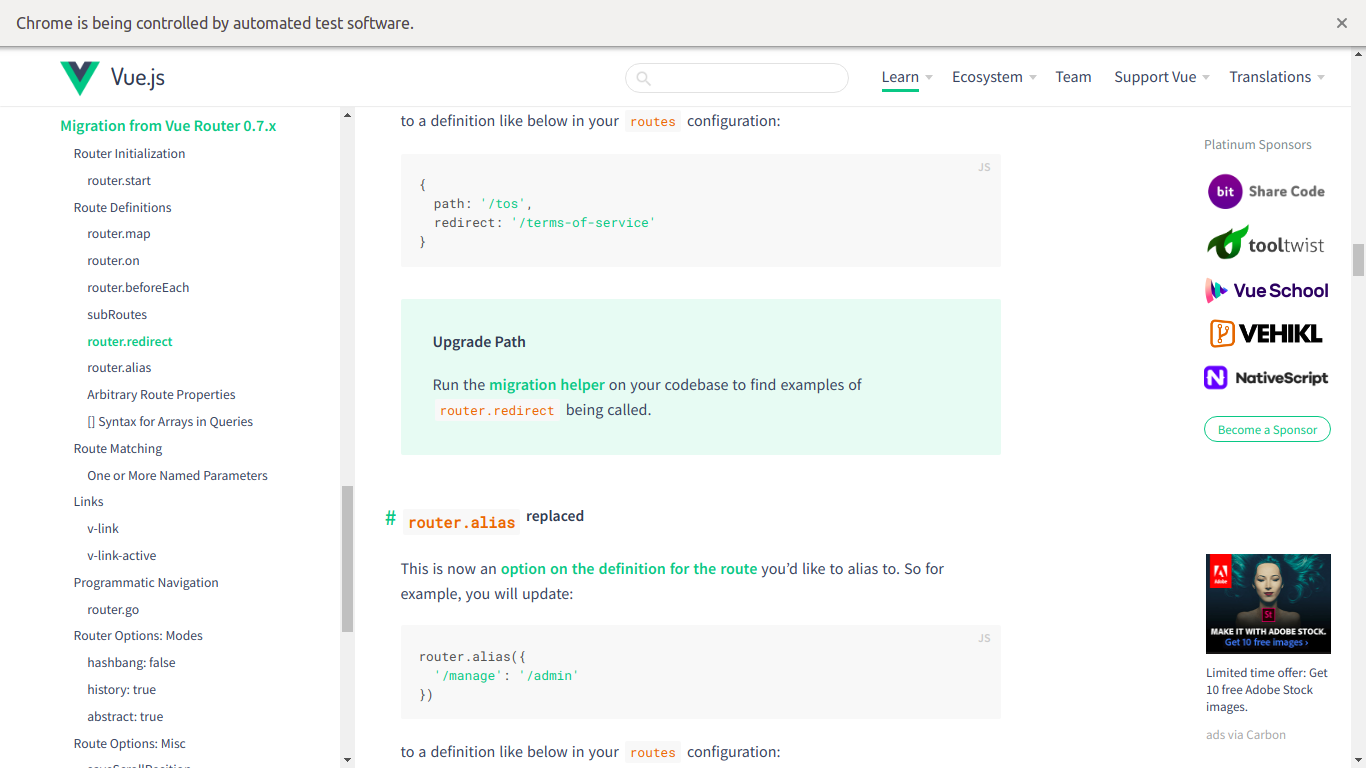 Chrome is being controlled by automated test software.
Vue.js
Learn
Ecosystem
Team
Support Vue
Translations
Migration from Vue Router 0.7.x
Router Initialization
router.start
Route Definitions
router.map
router.on
router.beforeEach
subRoutes
router.redirect
router.alias
Arbitrary Route Properties
[] Syntax for Arrays in Queries
Route Matching
One or More Named Parameters
Links
v-link
v-link-active
Programmatic Navigation
router.go
Router Options: Modes
hashbang: false
history: true
abstract: true
Route Options: Misc
to a definition like below in your routes configuration:
JS
{
path: '/tos',
redirect: '/terms-of-service'
}
Upgrade Path
Run the migration helper on your codebase to find examples of
router.redirect being called.
# router.alias replaced
This is now an option on the definition for the route you’d like to alias to. So for
example, you will update:
JS
router.alias({
'/manage': '/admin'
})
to a definition like below in your routes configuration:
Platinum Sponsors
bit Share Code
tooltwist
Vue School
VEHIKL
N NativeScript
Become a Sponsor
Adobe
St
MAKE IT WITH ADOBE STOCK.
Get 10 free images ›
Limited time offer: Get
10 free Adobe Stock
images.
ads via Carbon